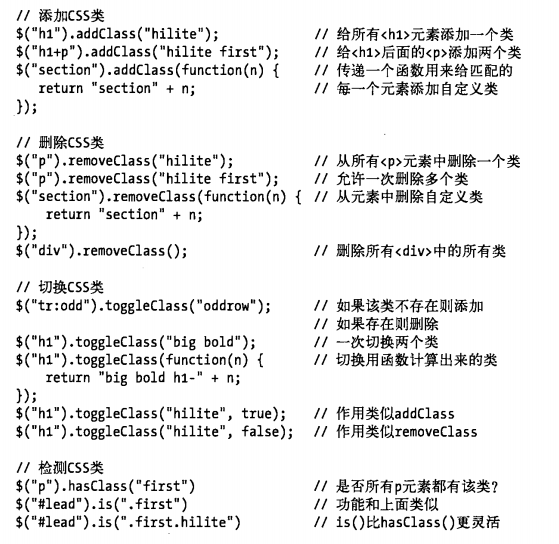 // 添加CSS类
$("h1").addClass("hilite"); // 给所有<h1>元素添加一个类
$("h1+p").addClass("hilite first"); // 给<h1>后面的<p>添加两个类
$("section").addClass(function(n) { // 传递一个函数用来给匹配的
return "section" + n; // 每一个元素添加自定义类
});
// 删除CSS类
$("p").removeClass("hilite"); // 从所有<p>元素中删除一个类
$("p").removeClass("hilite first"); // 允许一次删除多个类
$("section").removeClass(function(n) { // 从元素中删除自定义类
return "section" + n;
});
$("div").removeClass(); // 删除所有<div>中的所有类
// 切换CSS类
$("tr:odd").toggleClass("oddrow"); // 如果该类不存在则添加
// 如果存在则删除
$("h1").toggleClass("big bold"); // 一次切换两个类
$("h1").toggleClass(function(n) { // 切换用函数计算出来的类
return "big bold h1-" + n;
});
$("h1").toggleClass("hilite", true); // 作用类似addClass
$("h1").toggleClass("hilite", false); // 作用类似removeClass
// 检测CSS类
$("p").hasClass("first") // 是否所有p元素都有该类?
$("#lead").is(".first") // 功能和上面类似
$("#lead").is(".first.hilite") // is()比hasClass()更灵活